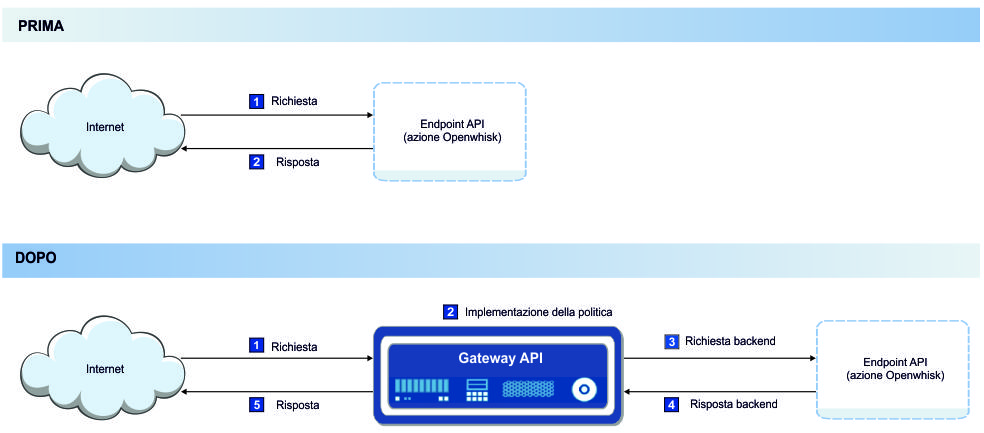 PRIMA
1 Richiesta
Internet
Endpoint API
(azione Openwhisk)
2 Risposta
DOPO
2 Implementazione della politica
1 Richiesta
3 Richiesta backend
Gateway API
Internet
Endpoint API
(azione Openwhisk)
5 Risposta
4 Risposta backend